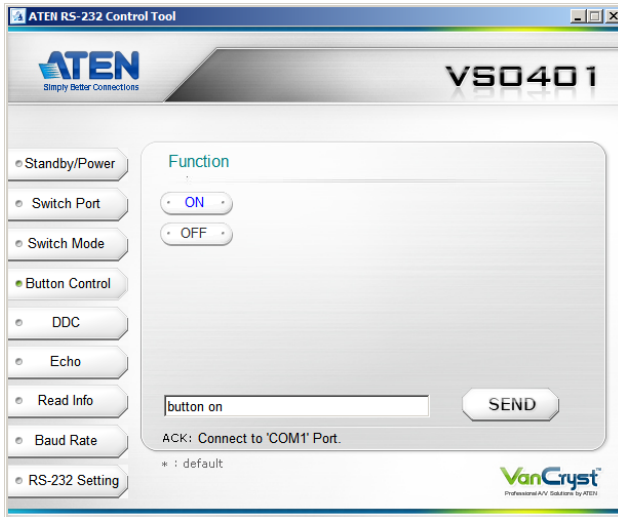 ATEN RS-232 Control Tool
ATEN
Simply Better Connections
VS0401
Standby/Power
Switch Port
Switch Mode
Button Control
DDC
Echo
Read Info
Baud Rate
RS-232 Setting
Function
ON
OFF
button on
SEND
ACK: Connect to 'COM1' Port.
* : default
VanCryst™
Professional A/V Solutions by ATEN